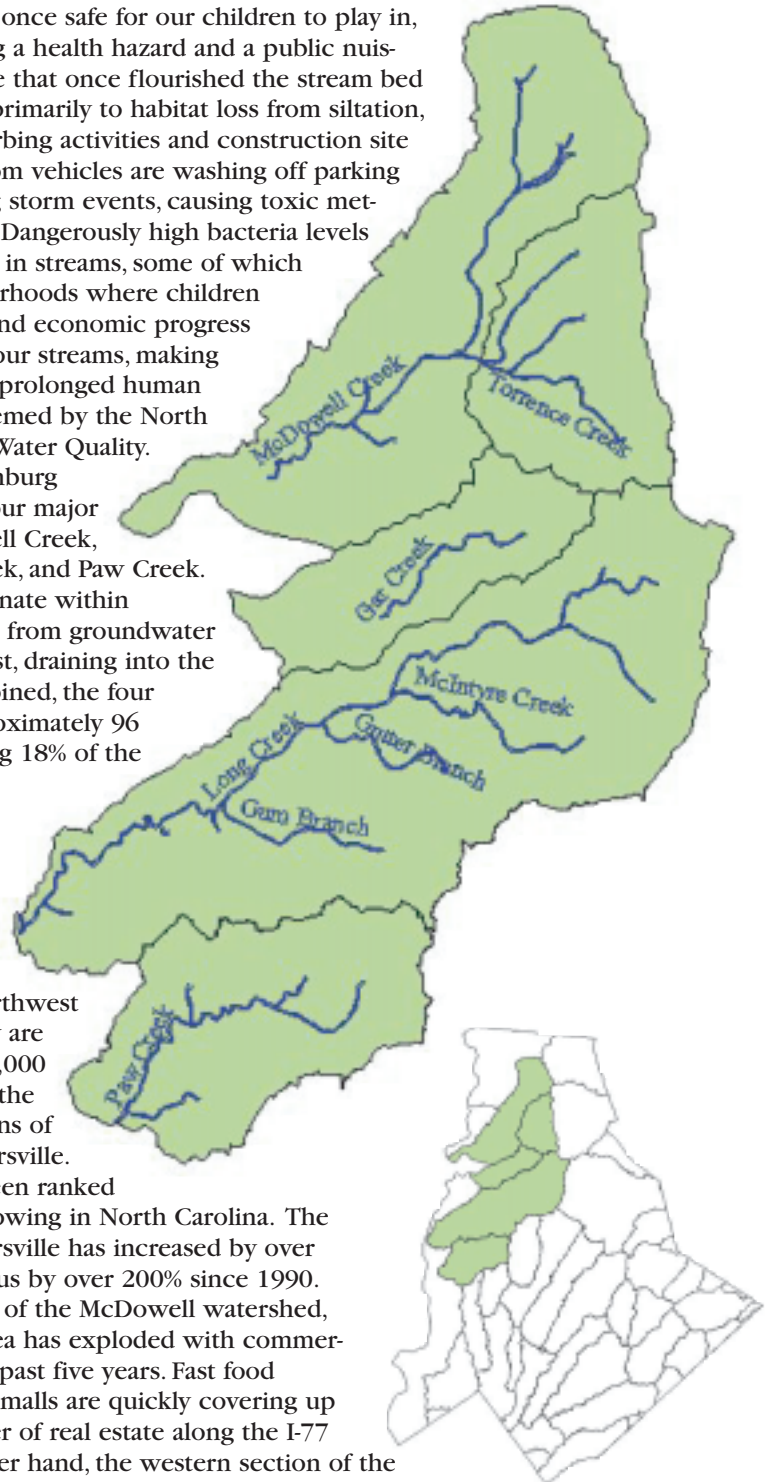 once safe for our children to play in,
g a health hazard and a public nuis-
e that once flourished the stream bed
primarily to habitat loss from siltation,
rbing activities and construction site
om vehicles are washing off parking
g storm events, causing toxic met-
Dangerously high bacteria levels
in streams, some of which
rhoods where children
nd economic progress
our streams, making
prolonged human
emed by the North
Water Quality.
nburg
our major
ell Creek,
ek, and Paw Creek.
nate within
from groundwater
st, draining into the
bined, the four
oximately 96
g 18% of the
rthwest
y are
,000
the
ns of
rsville.
een ranked
owing in North Carolina. The
rsville has increased by over
us by over 200% since 1990.
of the McDowell watershed,
ea has exploded with commer-
past five years. Fast food
malls are quickly covering up
er of real estate along the I-77
er hand, the western section of the
McDowell Creek
Torrence Creek
Gar Creek
McIntyre Creek
Gutter Branch
Long Creek
Gum Branch
Paw Creek